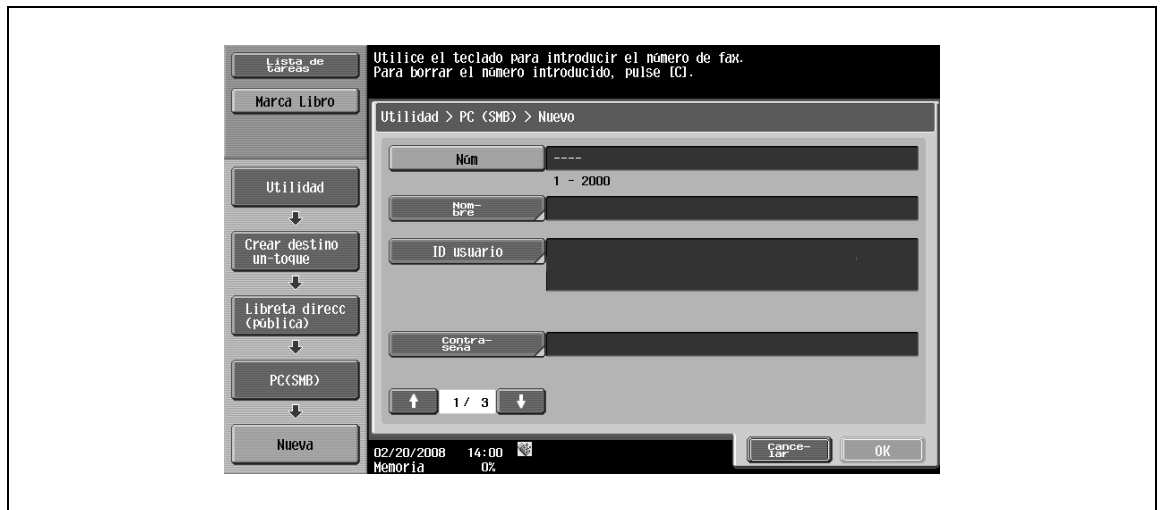 Lista de
tareas
Marca Libro
Utilidad
Crear destino
un-toque
Libreta direcc
(pública)
PC(SMB)
Nueva
Utilice el teclado para introducir el número de fax.
Para borrar el número introducido, pulse [C].
Utilidad > PC (SMB) > Nuevo
Núm
----
1 - 2000
Nom-
bre
ID usuario
Contra-
seña
1/ 3
02/20/2008 14:00
Memoria 0%
Cance-
lar
OK